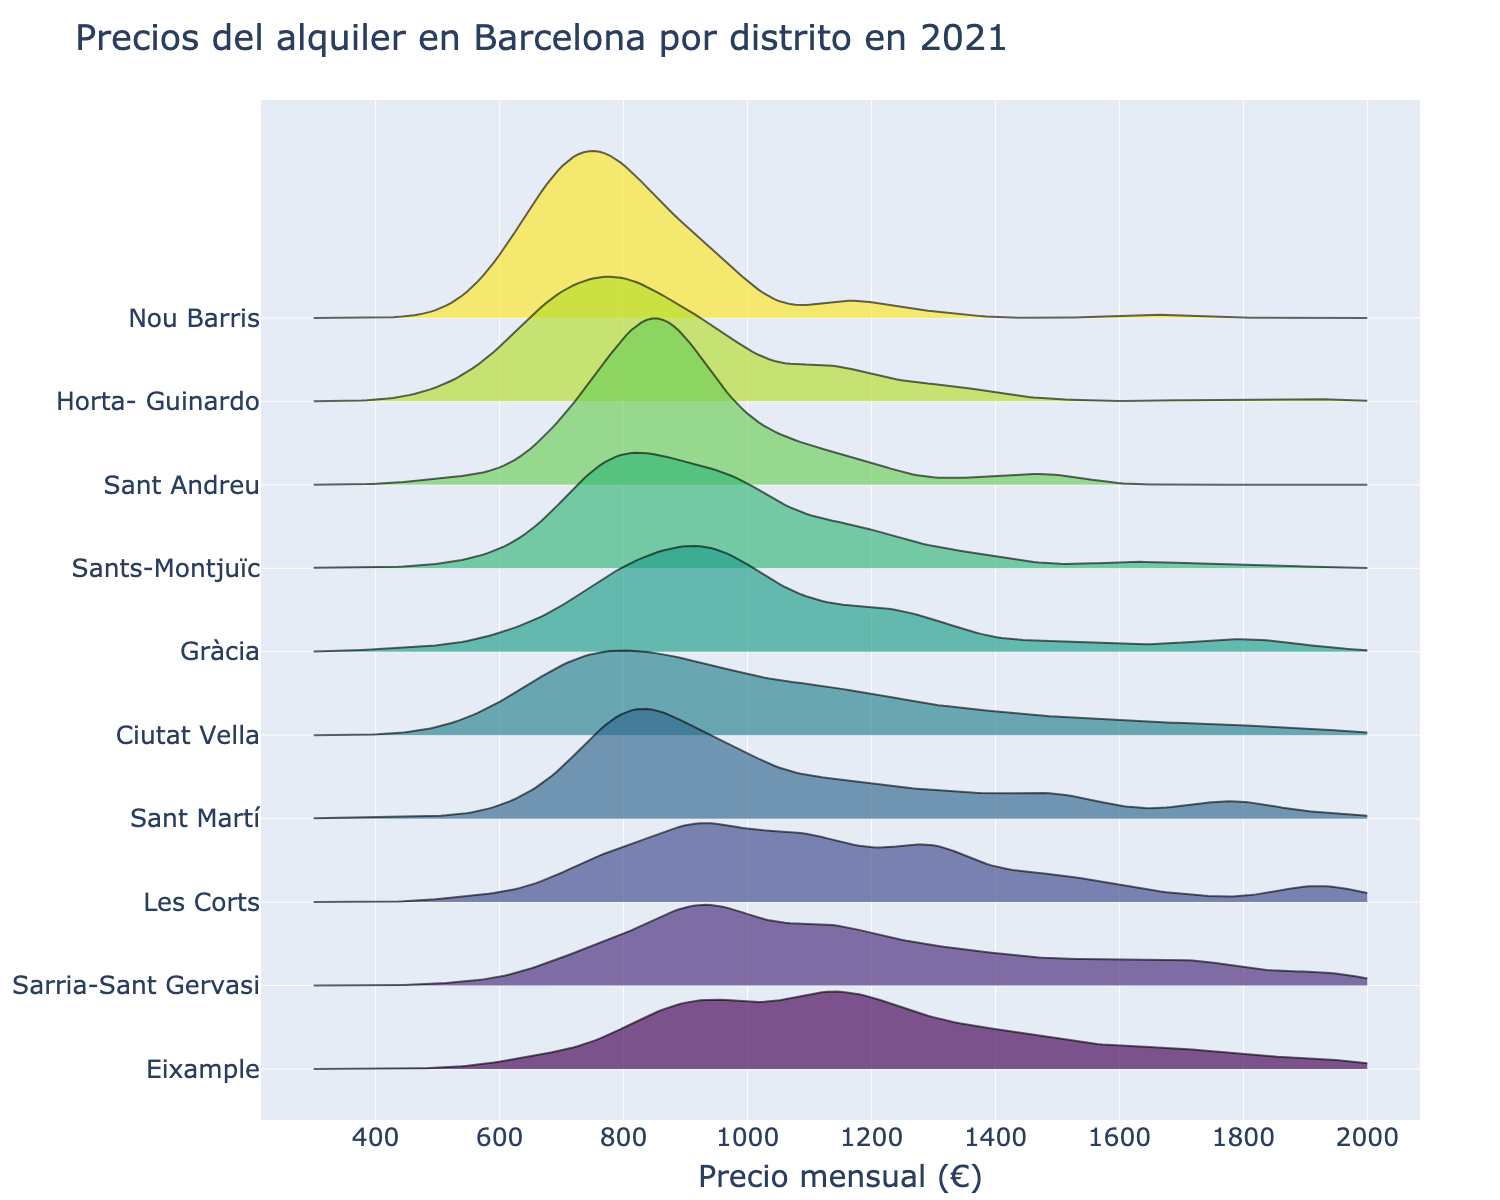 Precios del alquiler en Barcelona por distrito en 2021
Nou Barris
Horta- Guinardo
Sant Andreu
Sants-Montjuïc
Gràcia
Ciutat Vella
Sant Martí
Les Corts
Sarria-Sant Gervasi
Eixample
400 600 800 1000 1200 1400 1600 1800 2000
Precio mensual (€)